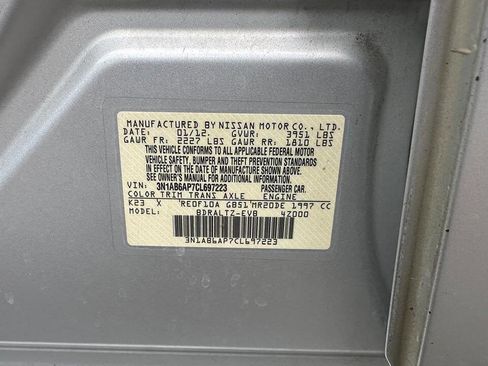 MANUFACTURED BY NISSAN MOTOR CO., LTD.
DATE: 01/12. GVWR: 3951 LBS
GAWR FR: 2227 LBS GAWR RR: 1810 LBS
THIS VEHICLE CONFORMS TO ALL APPLICABLE FEDERAL MOTOR
VEHICLE SAFETY, BUMPER AND THEFT PREVENTION STANDARDS
IN EFFECT ON THE DATE OF MANUFACTURE SHOWN ABOVE.
SEE OWNER'S MANUAL FOR ADDITIONAL INFORMATION.
VIN: 3N1AB6AP7CL697223 PASSENGER CAR.
COLOR TRIM TRANS AXLE ENGINE
K23 X RE0F10A GB51 MR20DE 1997 CC
MODEL: BDRALTZ-EVB 4Z000
3N1AB6AP7CL697223